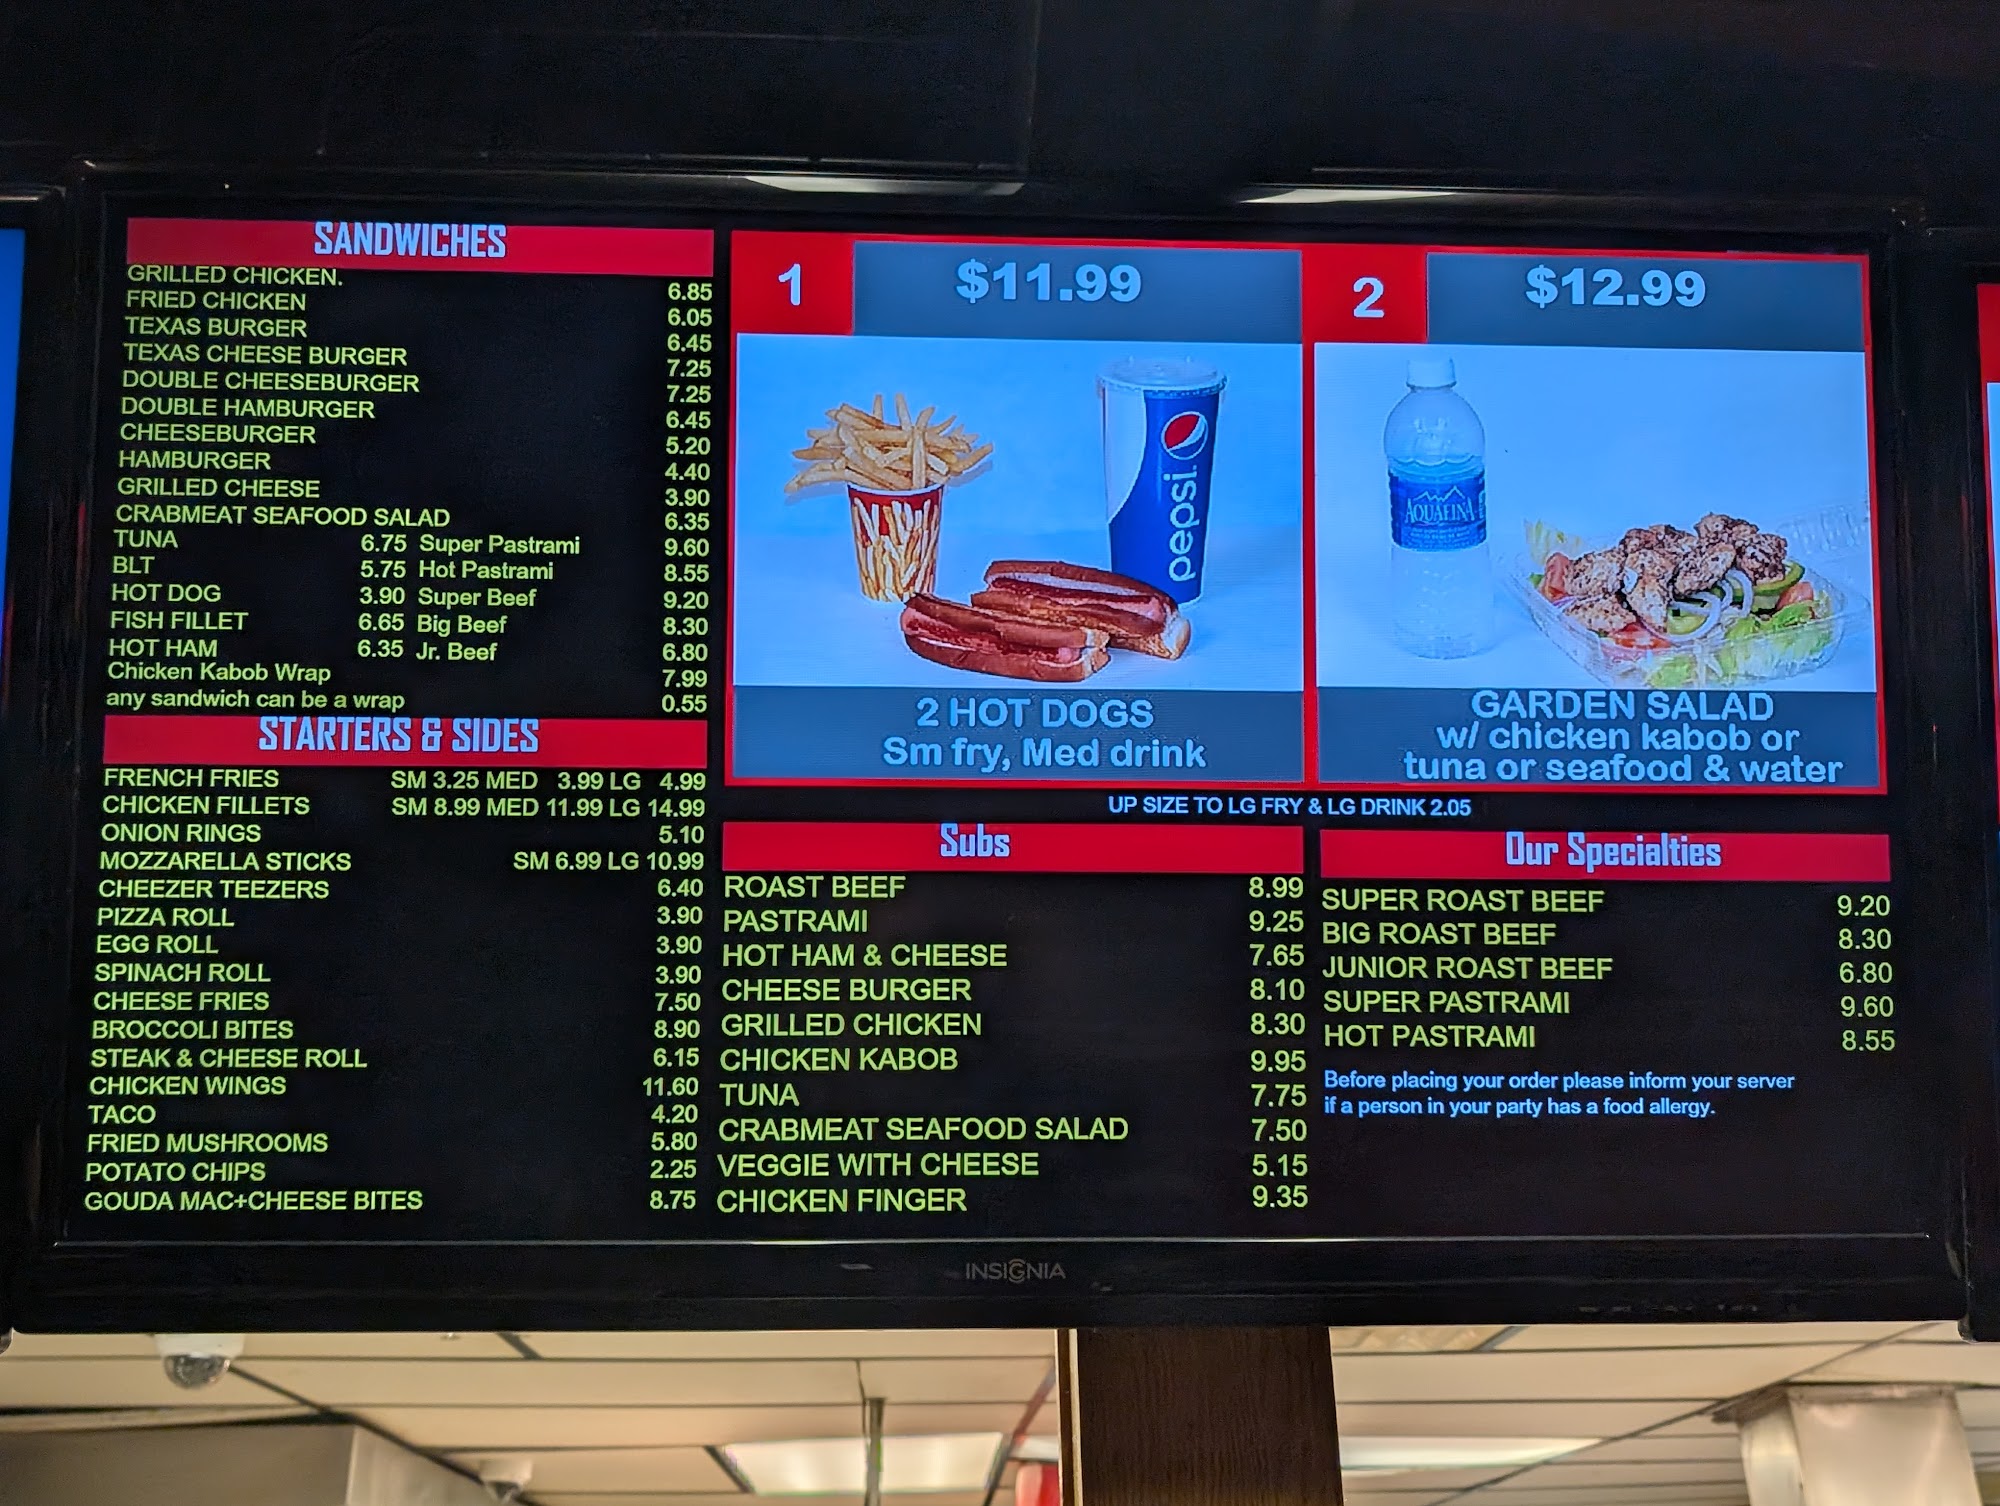 SANDWICHES
GRILLED CHICKEN. 6.85
FRIED CHICKEN 6.05
TEXAS BURGER 6.45
TEXAS CHEESE BURGER 7.25
DOUBLE CHEESEBURGER 7.25
DOUBLE HAMBURGER 6.45
CHEESEBURGER 5.20
HAMBURGER 4.40
GRILLED CHEESE 3.90
CRABMEAT SEAFOOD SALAD 6.35
TUNA 6.75 Super Pastrami 9.60
BLT 5.75 Hot Pastrami 8.55
HOT DOG 3.90 Super Beef 9.20
FISH FILLET 6.65 Big Beef 8.30
HOT HAM 6.35 Jr. Beef 6.80
Chicken Kabob Wrap 7.99
any sandwich can be a wrap 0.55
STARTERS & SIDES
FRENCH FRIES SM 3.25 MED 3.99 LG 4.99
CHICKEN FILLETS SM 8.99 MED 11.99 LG 14.99
ONION RINGS 5.10
MOZZARELLA STICKS SM 6.99 LG 10.99
CHEEZER TEEZERS 6.40
PIZZA ROLL 3.90
EGG ROLL 3.90
SPINACH ROLL 3.90
CHEESE FRIES 7.50
BROCCOLI BITES 8.90
STEAK & CHEESE ROLL 6.15
CHICKEN WINGS 11.60
TACO 4.20
FRIED MUSHROOMS 5.80
POTATO CHIPS 2.25
GOUDA MAC+CHEESE BITES 8.75
1 $11.99
pepsi
2 HOT DOGS
Sm fry, Med drink
2 $12.99
AQUAFINA
GARDEN SALAD
w/ chicken kabob or
tuna or seafood & water
UP SIZE TO LG FRY & LG DRINK 2.05
Subs
ROAST BEEF 8.99
PASTRAMI 9.25
HOT HAM & CHEESE 7.65
CHEESE BURGER 8.10
GRILLED CHICKEN 8.30
CHICKEN KABOB 9.95
TUNA 7.75
CRABMEAT SEAFOOD SALAD 7.50
VEGGIE WITH CHEESE 5.15
CHICKEN FINGER 9.35
Our Specialties
SUPER ROAST BEEF 9.20
BIG ROAST BEEF 8.30
JUNIOR ROAST BEEF 6.80
SUPER PASTRAMI 9.60
HOT PASTRAMI 8.55
Before placing your order please inform your server
if a person in your party has a food allergy.
INSIGNIA